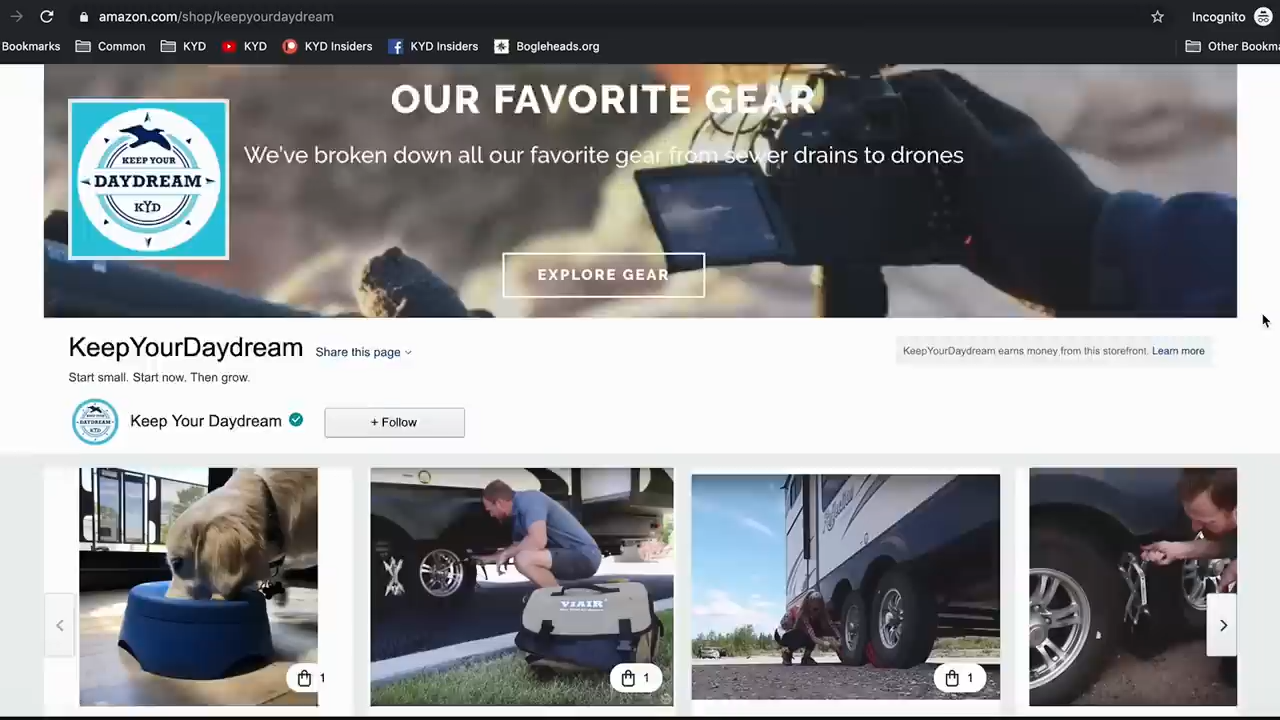 amazon.com/shop/keepyourdaydream
Incognito
Bookmarks
Common
KYD
KYD
KYD Insiders
KYD Insiders
Bogleheads.org
Other Bookma
OUR FAVORITE GEAR
We've broken down all our favorite gear from sewer drains to drones
KEEP YOUR
DAYDREAM
KYD
EXPLORE GEAR
KeepYourDaydream
Share this page
KeepYourDaydream earns money from this storefront. Learn more
Start small. Start now. Then grow.
Keep Your Daydream
+ Follow
VIAIR
1
1
1